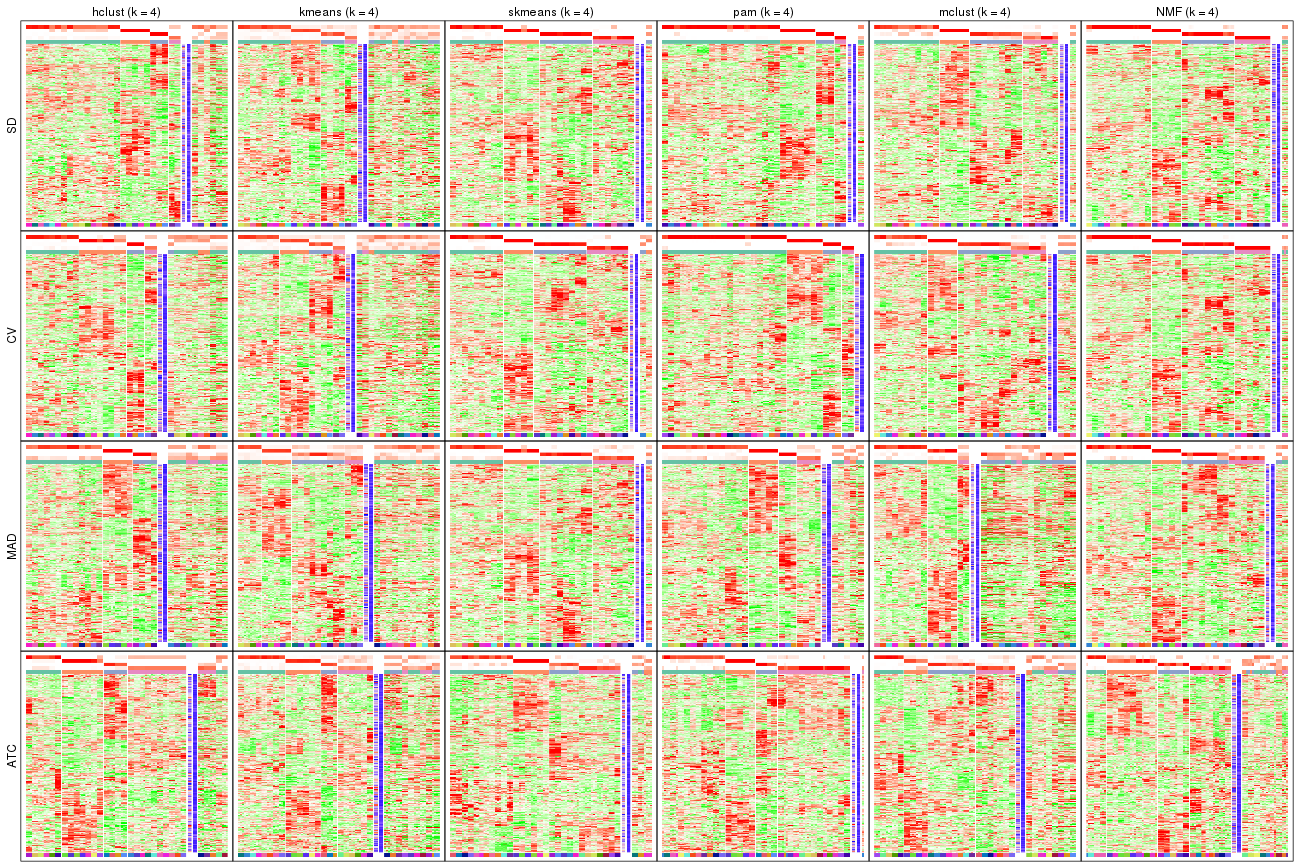 hclust (k = 4) kmeans (k = 4) skmeans (k = 4) pam (k = 4) mclust (k = 4) NMF (k = 4)
SD
CV
MAD
ATC